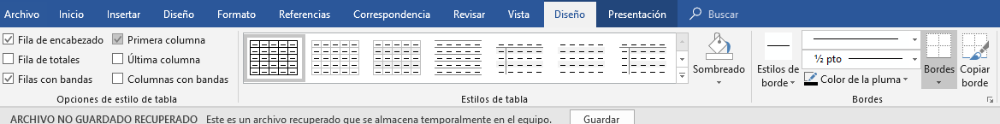 Archivo Inicio Insertar Diseño Formato Referencias Correspondencia Revisar Vista Diseño Presentación Buscar
Fila de encabezado Primera columna
Fila de totales Última columna
Filas con bandas Columnas con bandas
Opciones de estilo de tabla
Sombreado
Estilos de tabla
Estilos de borde
½ pto
Color de la pluma
Bordes
Copiar borde
Bordes
ARCHIVO NO GUARDADO RECUPERADO Este es un archivo recuperado que se almacena temporalmente en el equipo. Guardar